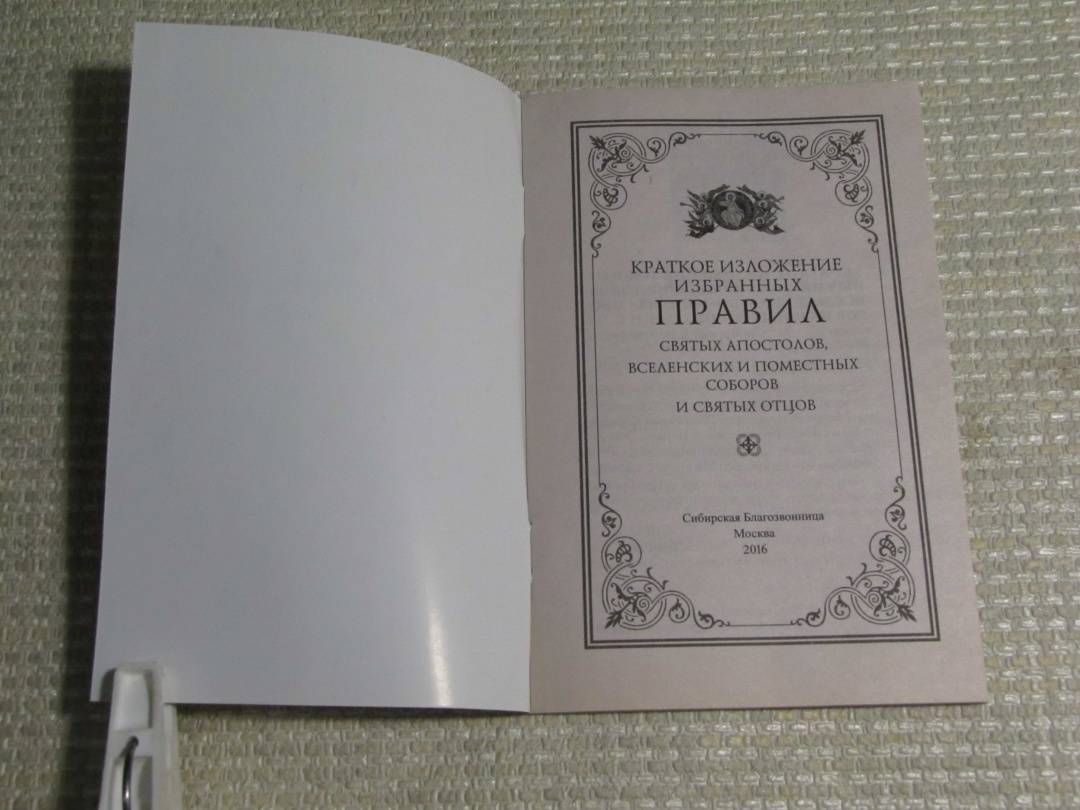 КРАТКОЕ ИЗЛОЖЕНИЕ
ИЗБРАННЫХ
ПРАВИЛ
СВЯТЫХ АПОСТОЛОВ,
ВСЕЛЕНСКИХ И ПОМЕСТНЫХ
СОБОРОВ
И СВЯТЫХ ОТЦОВ
Сибирская Благозвонница
Москва
2016